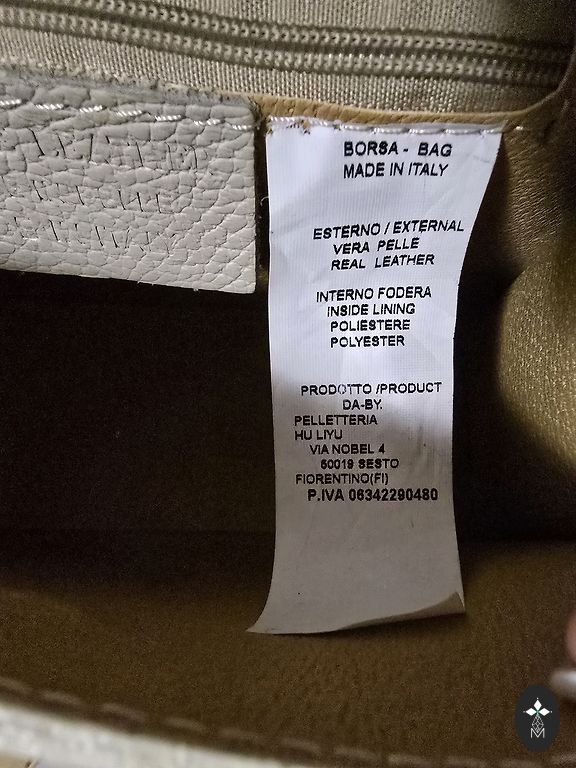 BORSA - BAG
MADE IN ITALY
ESTERNO / EXTERNAL
VERA PELLE
REAL LEATHER
INTERNO FODERA
INSIDE LINING
POLIESTERE
POLYESTER
PRODOTTO /PRODUCT
DA-BY.
PELLETTERIA
HU LIYU
VIA NOBEL 4
50019 SESTO
FIORENTINO(FI)
P.IVA 06342290480
M